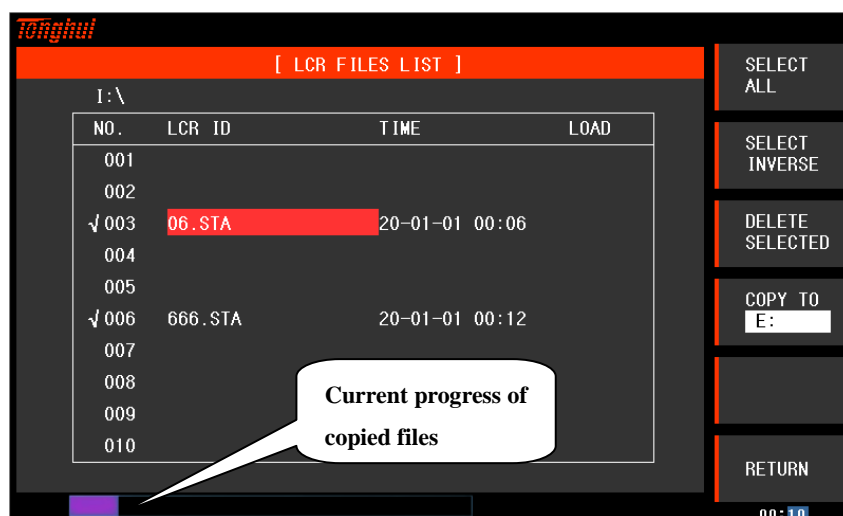 Tonghui
[ LCR FILES LIST ]
I:\
NO. LCR ID TIME LOAD
001
002
√ 003 06.STA 20-01-01 00:06
004
005
√ 006 666.STA 20-01-01 00:12
007
008
009
010
Current progress of
copied files
SELECT
ALL
SELECT
INVERSE
DELETE
SELECTED
COPY TO
E:
RETURN